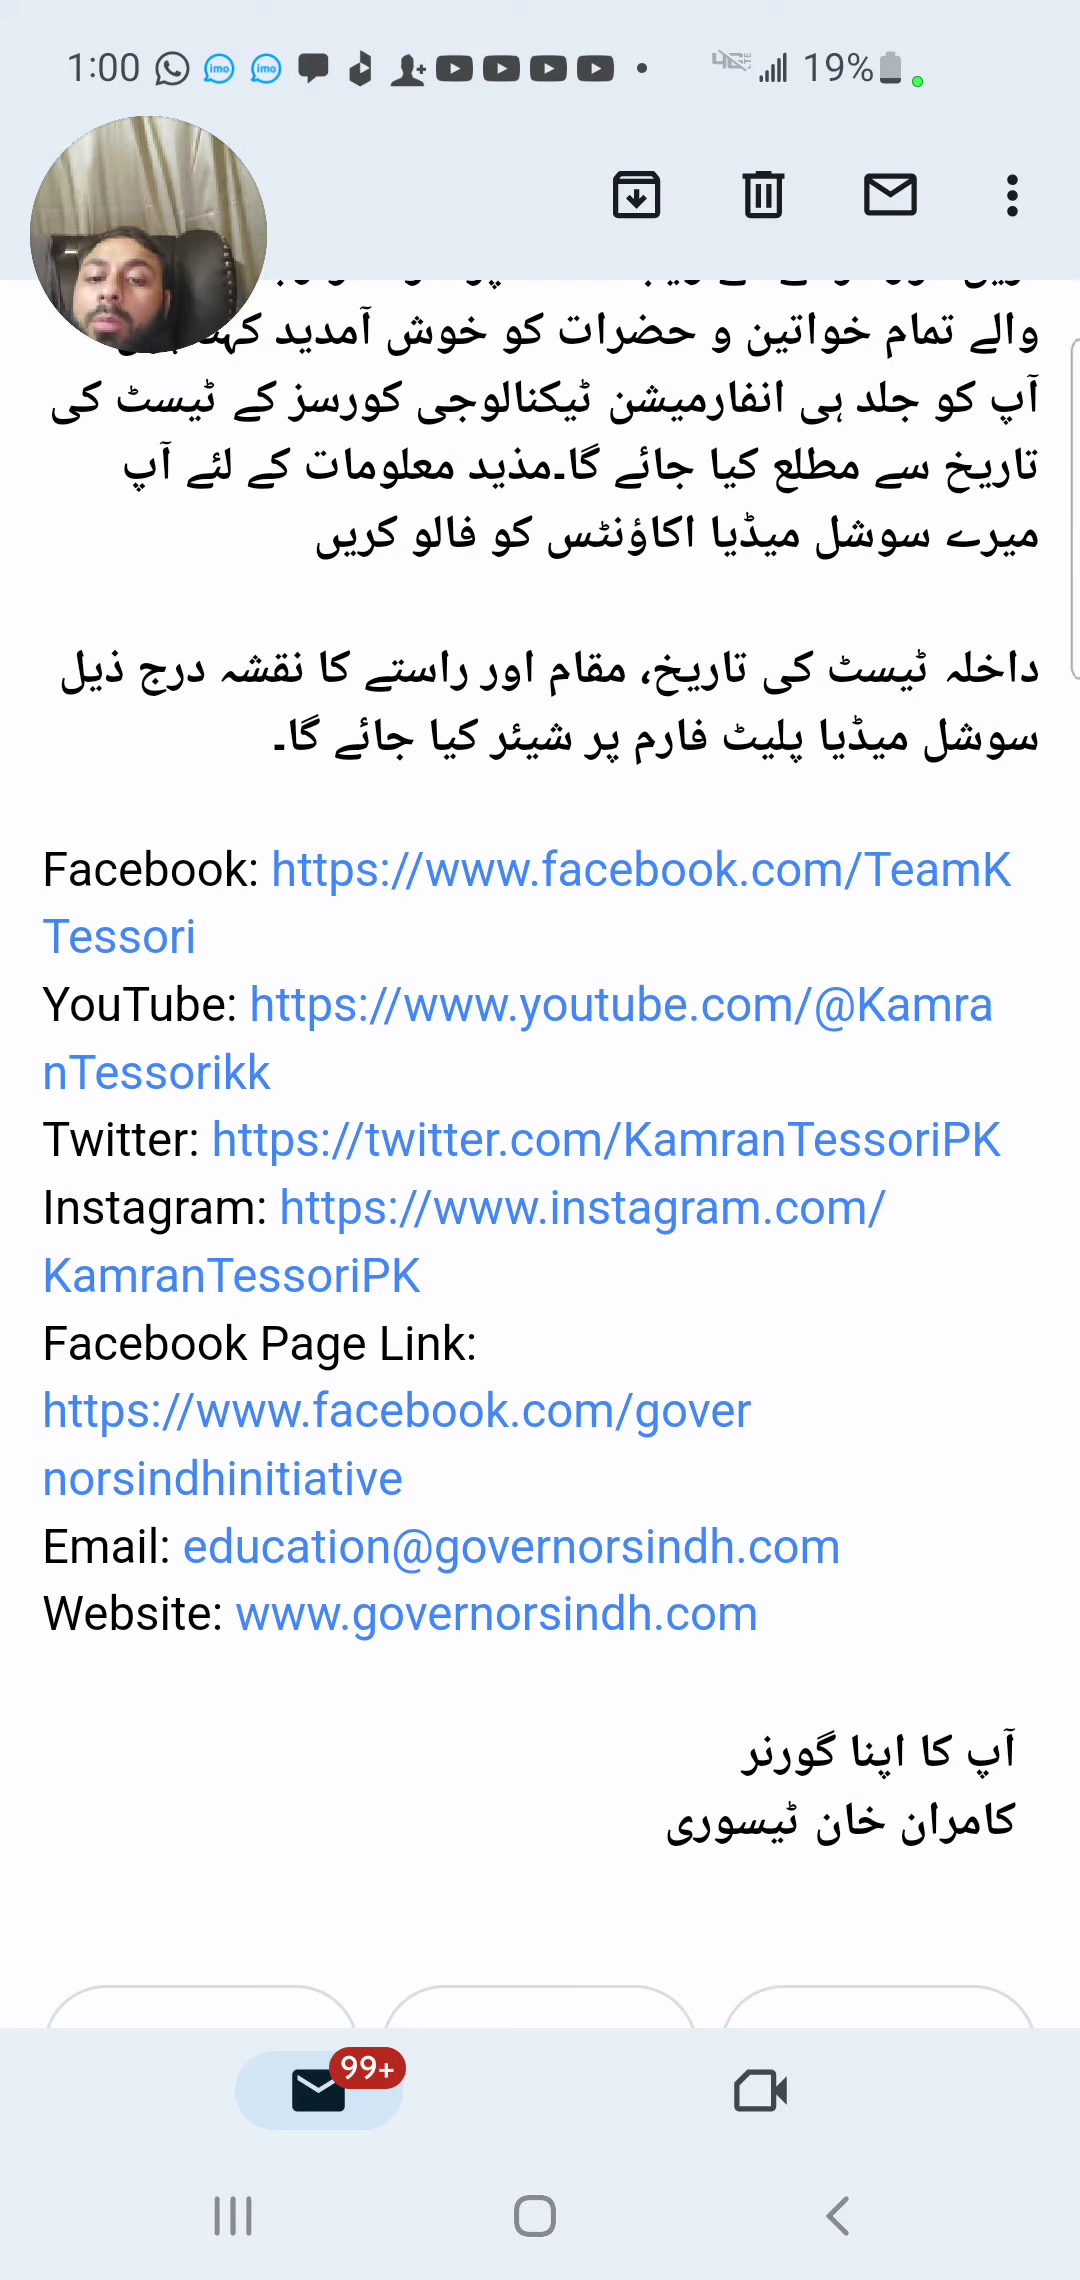 1:00 imo imo 19%
والے تمام خواتین و حضرات کو خوش آمدید
آپ کو جلد ہی انفارمیشن ٹیکنالوجی کورسز کے ٹیسٹ کی
تاریخ سے مطلع کیا جائے گا۔مذید معلومات کے لئے آپ
میرے سوشل میڈیا اکاؤنٹس کو فالو کریں
داخلہ ٹیسٹ کی تاریخ، مقام اور راستے کا نقشہ درج ذیل
سوشل میڈیا پلیٹ فارم پر شیئر کیا جائے گا۔
Facebook: https://www.facebook.com/TeamK
Tessori
YouTube: https://www.youtube.com/@Kamra
nTessorikk
Twitter: https://twitter.com/KamranTessoriPK
Instagram: https://www.instagram.com/
KamranTessoriPK
Facebook Page Link:
https://www.facebook.com/gover
norsindhinitiative
Email: education@governorsindh.com
Website: www.governorsindh.com
آپ کا اپنا گورنر
کامران خان ٹیسوری
99+